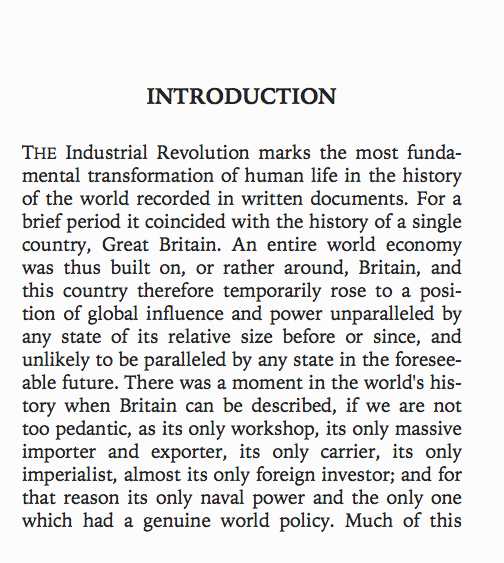 INTRODUCTION
THE Industrial Revolution marks the most funda-
mental transformation of human life in the history
of the world recorded in written documents. For a
brief period it coincided with the history of a single
country, Great Britain. An entire world economy
was thus built on, or rather around, Britain, and
this country therefore temporarily rose to a posi-
tion of global influence and power unparalleled by
any state of its relative size before or since, and
unlikely to be paralleled by any state in the foresee-
able future. There was a moment in the world's his-
tory when Britain can be described, if we are not
too pedantic, as its only workshop, its only massive
importer and exporter, its only carrier, its only
imperialist, almost its only foreign investor; and for
that reason its only naval power and the only one
which had a genuine world policy. Much of this